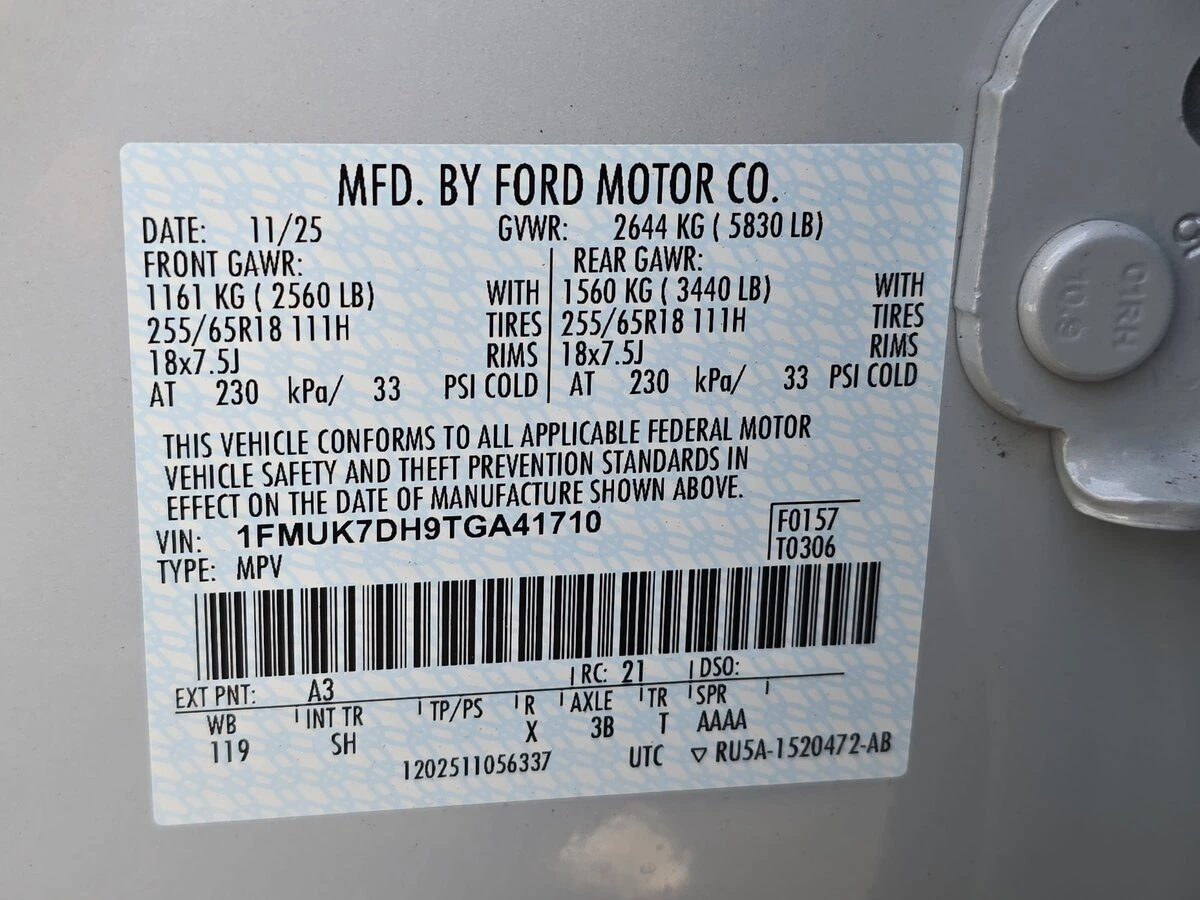 MFD. BY FORD MOTOR CO.
DATE: 11/25 GVWR: 2644 KG ( 5830 LB)
FRONT GAWR: REAR GAWR:
1161 KG ( 2560 LB) WITH 1560 KG ( 3440 LB) WITH
255/65R18 111H TIRES 255/65R18 111H TIRES
18x7.5J RIMS 18x7.5J RIMS
AT 230 kPa/ 33 PSI COLD AT 230 kPa/ 33 PSI COLD
THIS VEHICLE CONFORMS TO ALL APPLICABLE FEDERAL MOTOR
VEHICLE SAFETY AND THEFT PREVENTION STANDARDS IN
EFFECT ON THE DATE OF MANUFACTURE SHOWN ABOVE.
VIN: 1FMUK7DH9TGA41710 F0157
TYPE: MPV T0306
EXT PNT: A3 RC: 21 DSO:
WB INT TR TP/PS R AXLE TR SPR
119 SH X 3B T AAAA
1202511056337 UTC ▽ RU5A-1520472-AB
10.9